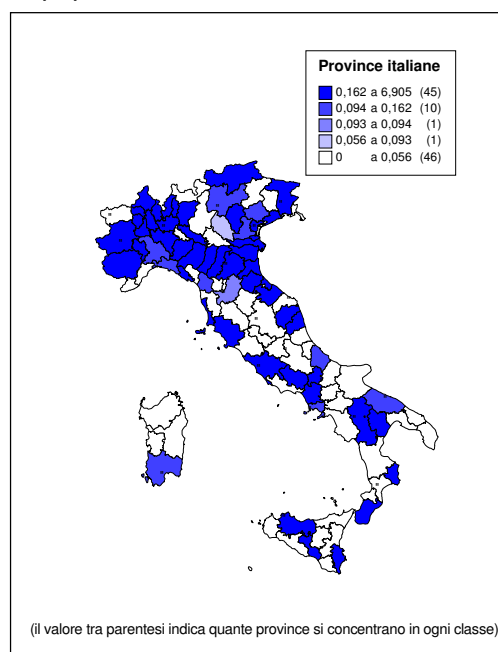 Province italiane
0,162 a 6,905 (45)
0,094 a 0,162 (10)
0,093 a 0,094 (1)
0,056 a 0,093 (1)
0 a 0,056 (46)
(il valore tra parentesi indica quante province si concentrano in ogni classe)